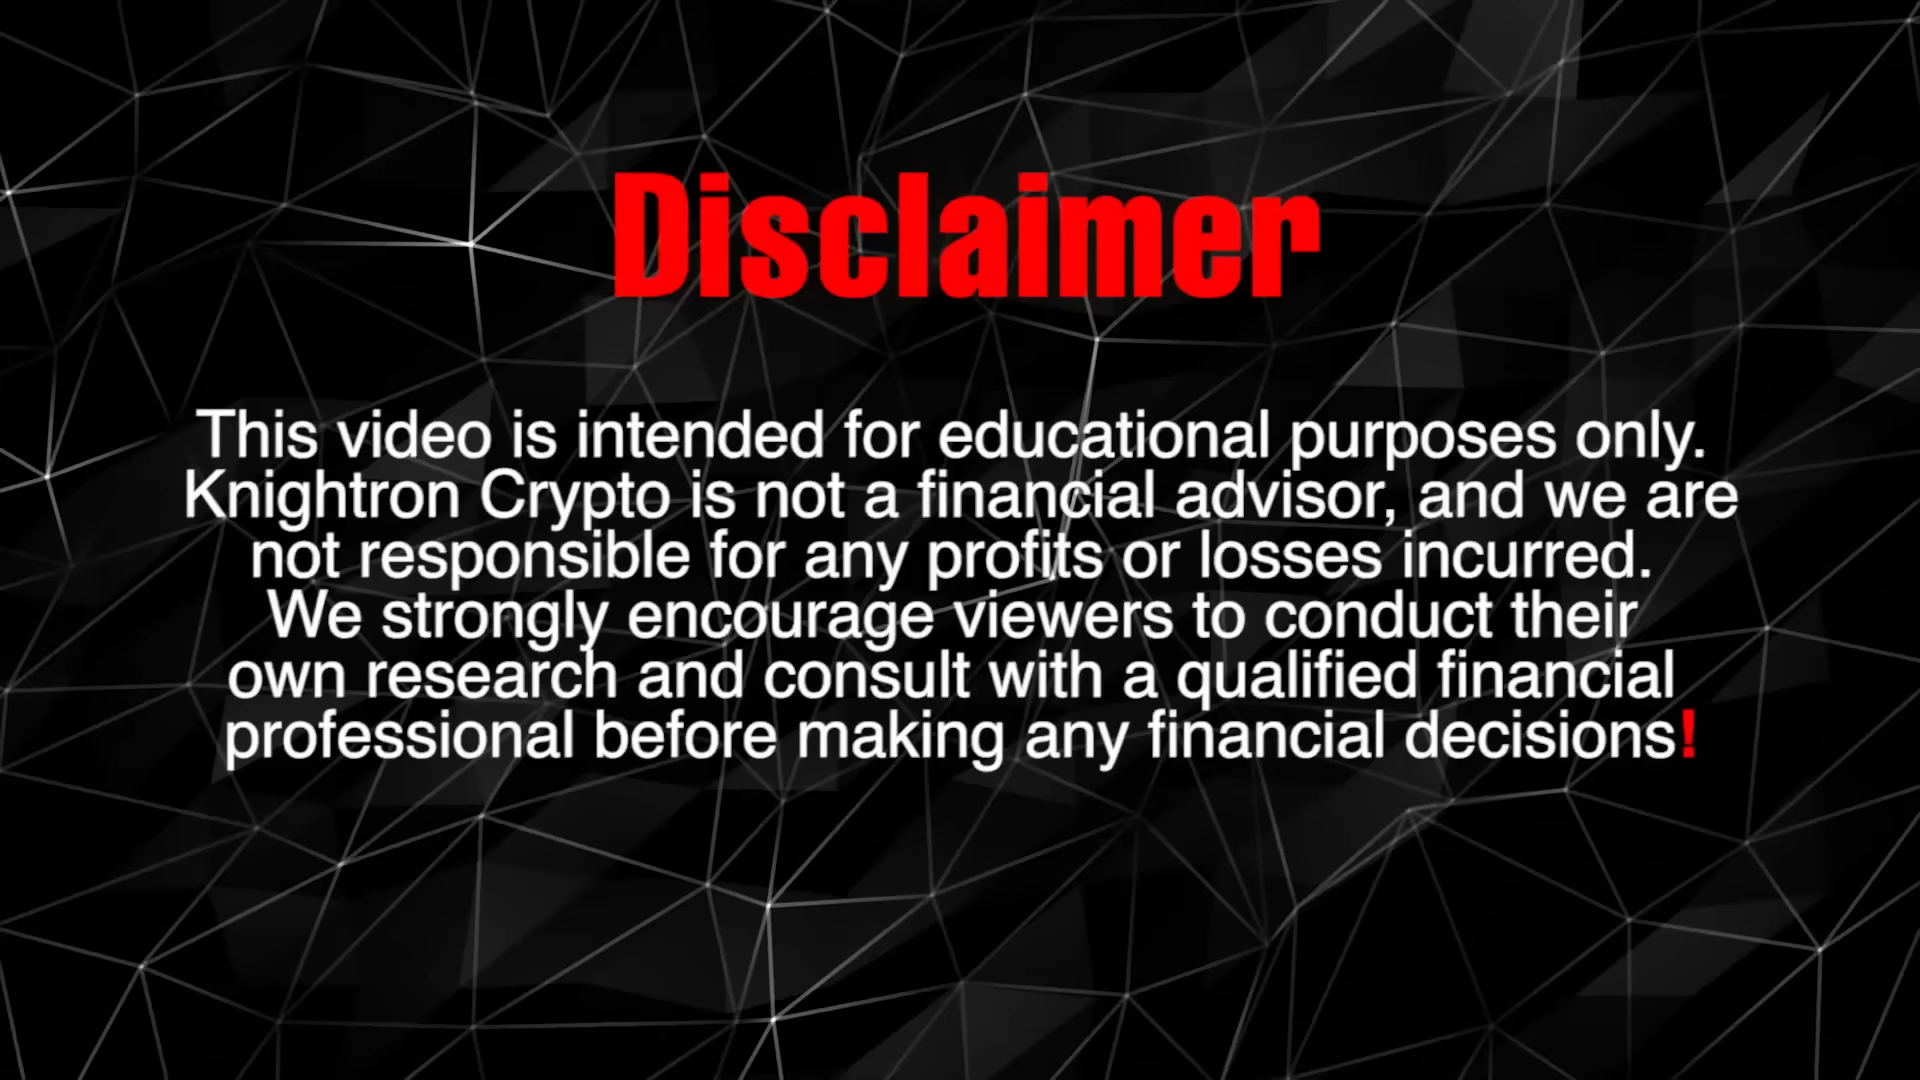 Disclaimer
This video is intended for educational purposes only.
Knightron Crypto is not a financial advisor, and we are
not responsible for any profits or losses incurred.
We strongly encourage viewers to conduct their
own research and consult with a qualified financial
professional before making any financial decisions!